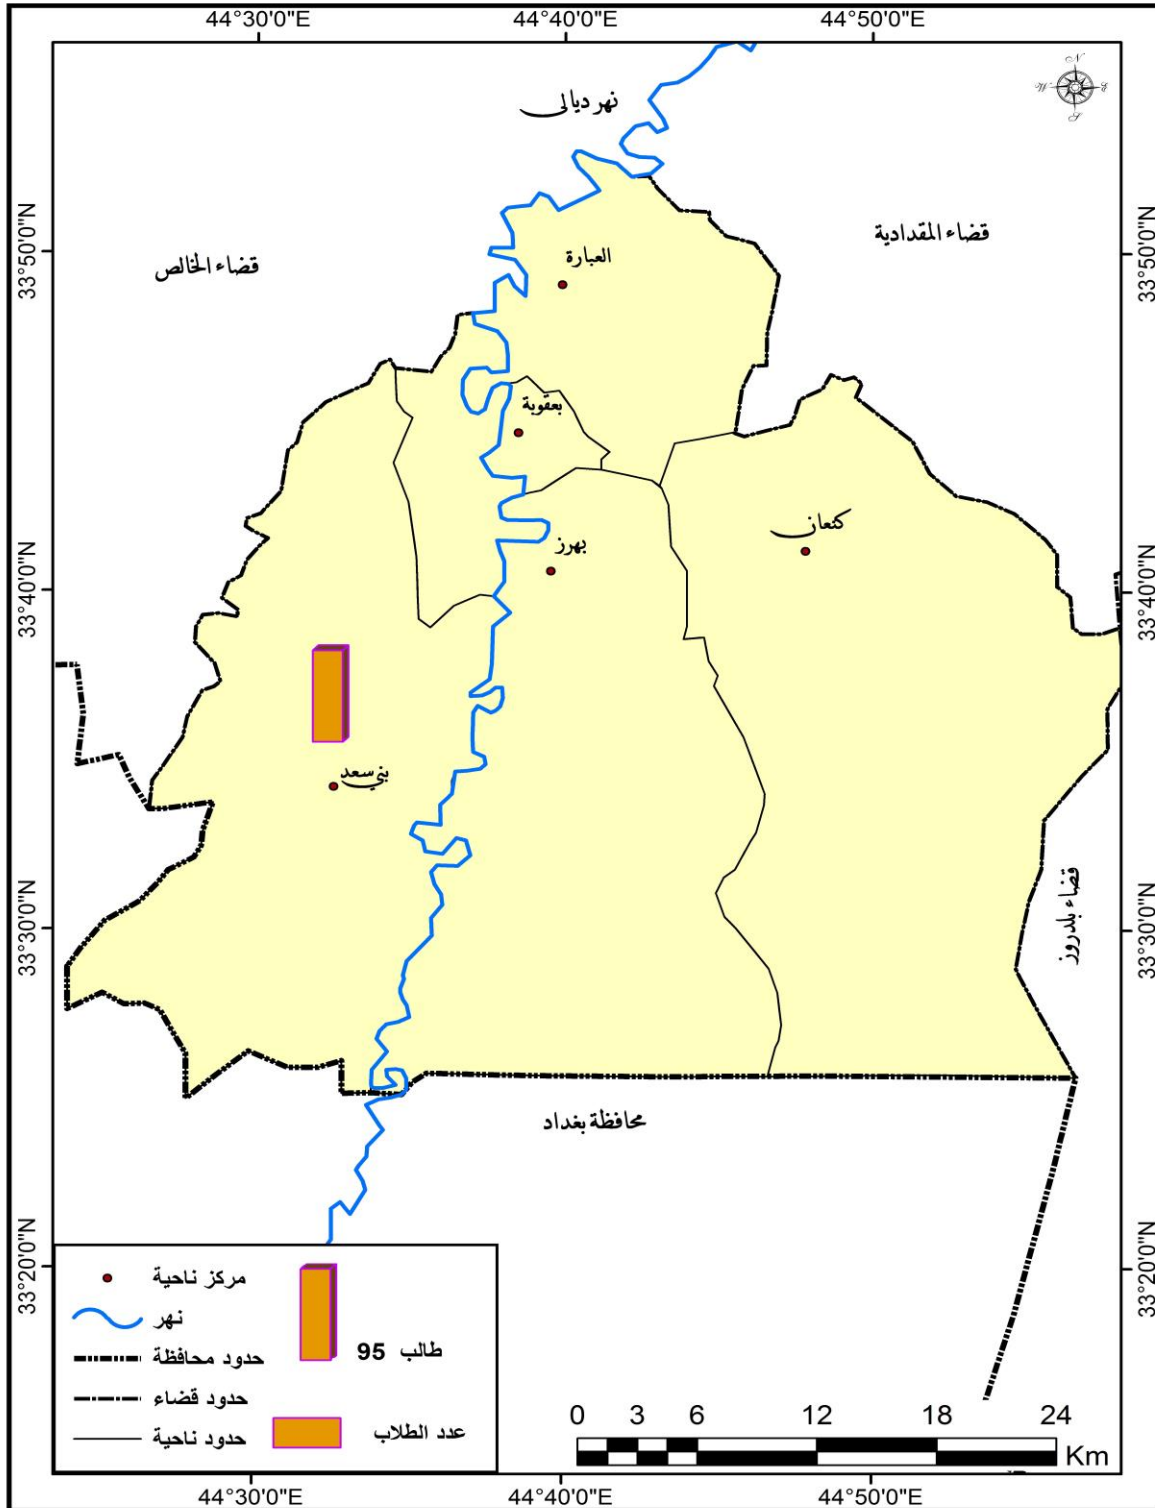 44°30'0"E
44°40'0"E
44°50'0"E
N
W
E
S
نهر ديالى
قضاء المقدادية
33°50'0"N
33°50'0"N
العبارة
قضاء الخالص
بعقوبة
كنعان
بهرز
33°40'0"N
33°40'0"N
بني سعد
قضاء بلدروز
33°30'0"N
33°30'0"N
محافظة بغداد
33°20'0"N
33°20'0"N
مركز ناحية
نهر
حدود محافظة
حدود قضاء
حدود ناحية
95 طالب
عدد الطلاب
0 3 6 12 18 24
Km
44°30'0"E
44°40'0"E
44°50'0"E